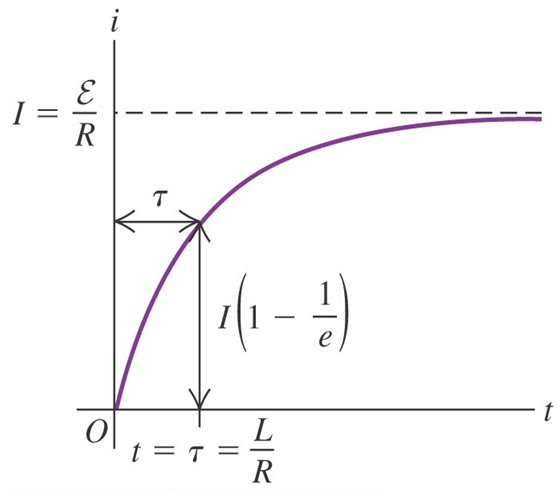 i
I = ℰ/R
τ
I(1 − 1/e)
O
t
t = τ = L/R